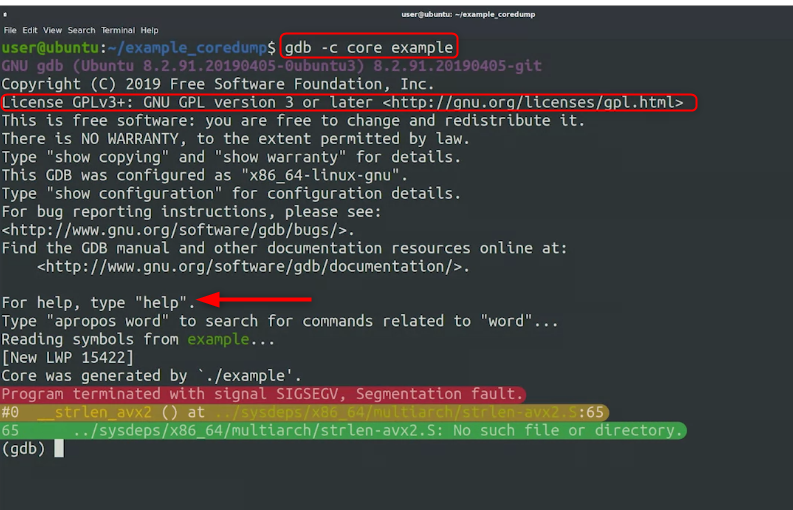 user@ubuntu: ~/example_coredump
File Edit View Search Terminal Help
user@ubuntu:~/example_coredump$ gdb -c core example
GNU gdb (Ubuntu 8.2.91.20190405-0ubuntu3) 8.2.91.20190405-git
Copyright (C) 2019 Free Software Foundation, Inc.
License GPLv3+: GNU GPL version 3 or later <http://gnu.org/licenses/gpl.html>
This is free software: you are free to change and redistribute it.
There is NO WARRANTY, to the extent permitted by law.
Type "show copying" and "show warranty" for details.
This GDB was configured as "x86_64-linux-gnu".
Type "show configuration" for configuration details.
For bug reporting instructions, please see:
<http://www.gnu.org/software/gdb/bugs/>.
Find the GDB manual and other documentation resources online at:
    <http://www.gnu.org/software/gdb/documentation/>.
For help, type "help".
Type "apropos word" to search for commands related to "word"...
Reading symbols from example...
[New LWP 15422]
Core was generated by `./example'.
Program terminated with signal SIGSEGV, Segmentation fault.
#0  __strlen_avx2 () at ../sysdeps/x86_64/multiarch/strlen-avx2.S:65
65      ../sysdeps/x86_64/multiarch/strlen-avx2.S: No such file or directory.
(gdb)